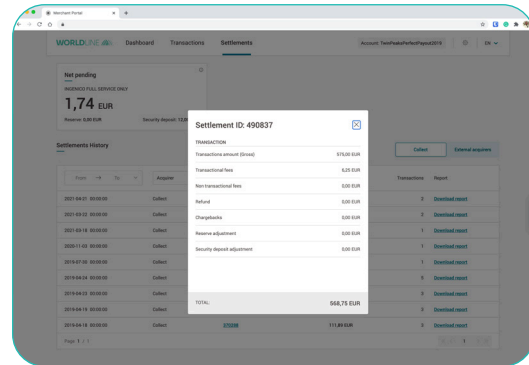 Merchant Portal
WORLDLINE Dashboard Transactions Settlements Account: TwinPeaksPerfectPayout2019 EN
Net pending
INGENICO FULL SERVICE ONLY
1,74 EUR
Reserve: 0,00 EUR Security deposit: 12,0
Settlements History
Collect External acquirers
From → To Acquirer Transactions Report
2021-04-21 00:00:00 Collect 3 Download report
2021-03-22 00:00:00 Collect 3 Download report
2021-03-18 00:00:00 Collect 1 Download report
2020-11-03 00:00:00 Collect 1 Download report
2019-07-30 00:00:00 Collect 1 Download report
2019-04-24 00:00:00 Collect 5 Download report
2019-04-23 00:00:00 Collect 3 Download report
2019-04-19 00:00:00 Collect 3 Download report
2019-04-18 00:00:00 Collect 111,83 EUR 3 Download report
Page 1 / 1 1
Settlement ID: 490837
TRANSACTION
Transactions amount (Gross) 575,00 EUR
Transactional fees 6,25 EUR
Non transactional fees 0,00 EUR
Refund 0,00 EUR
Chargebacks 0,00 EUR
Reserve adjustment 0,00 EUR
Security deposit adjustment 0,00 EUR
TOTAL: 568,75 EUR